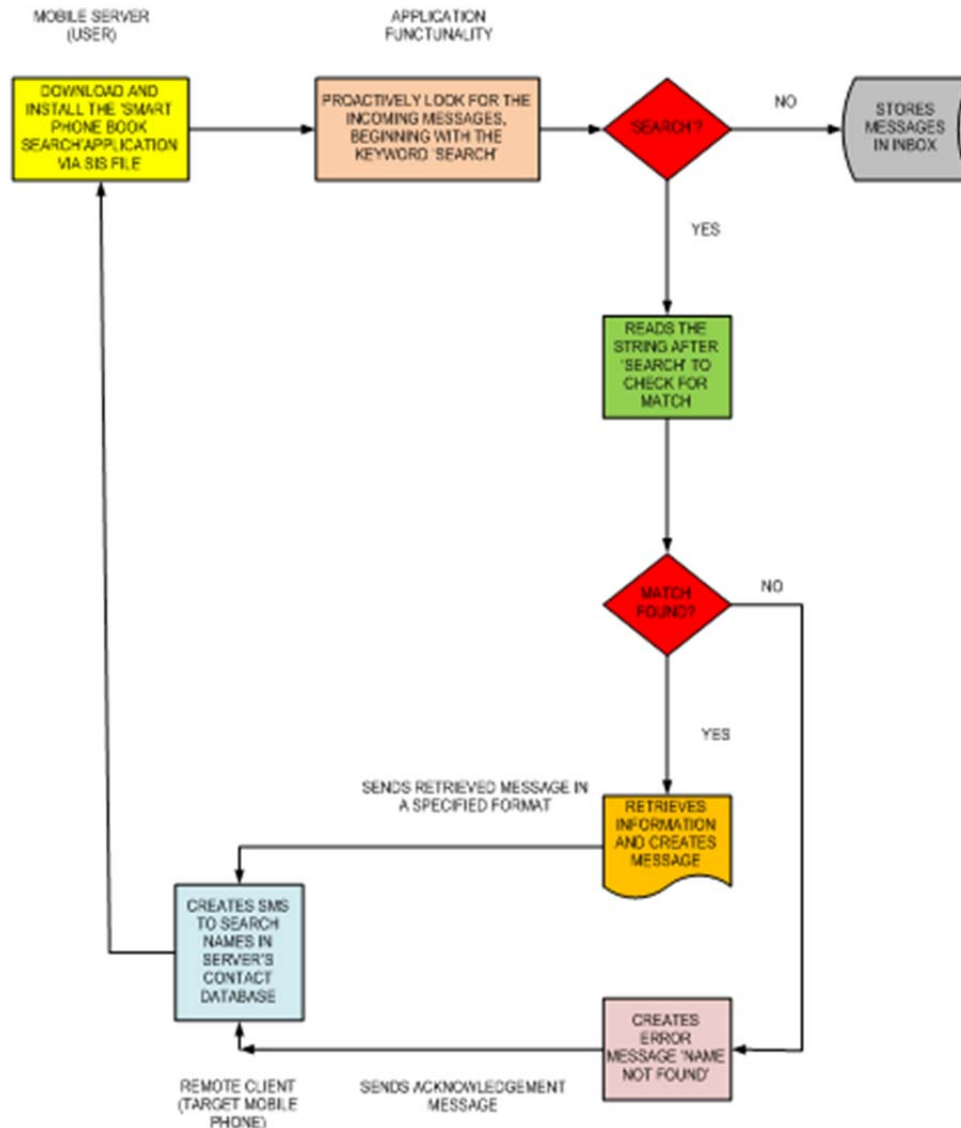 MOBILE SERVER
(USER)
APPLICATION
FUNCTUNALITY
DOWNLOAD AND
INSTALL THE 'SMART
PHONE BOOK
SEARCH'APPLICATION
VIA SIS FILE
PROACTIVELY LOOK FOR THE
INCOMING MESSAGES,
BEGINNING WITH THE
KEYWORD 'SEARCH'
'SEARCH'?
NO
STORES
MESSAGES
IN INBOX
YES
READS THE
STRING AFTER
'SEARCH' TO
CHECK FOR
MATCH
MATCH
FOUND?
NO
YES
SENDS RETRIEVED MESSAGE IN
A SPECIFIED FORMAT
RETRIEVES
INFORMATION
AND CREATES
MESSAGE
CREATES SMS
TO SEARCH
NAMES IN
SERVER'S
CONTACT
DATABASE
CREATES
ERROR
MESSAGE 'NAME
NOT FOUND'
REMOTE CLIENT
(TARGET MOBILE
PHONE)
SENDS ACKNOWLEDGEMENT
MESSAGE